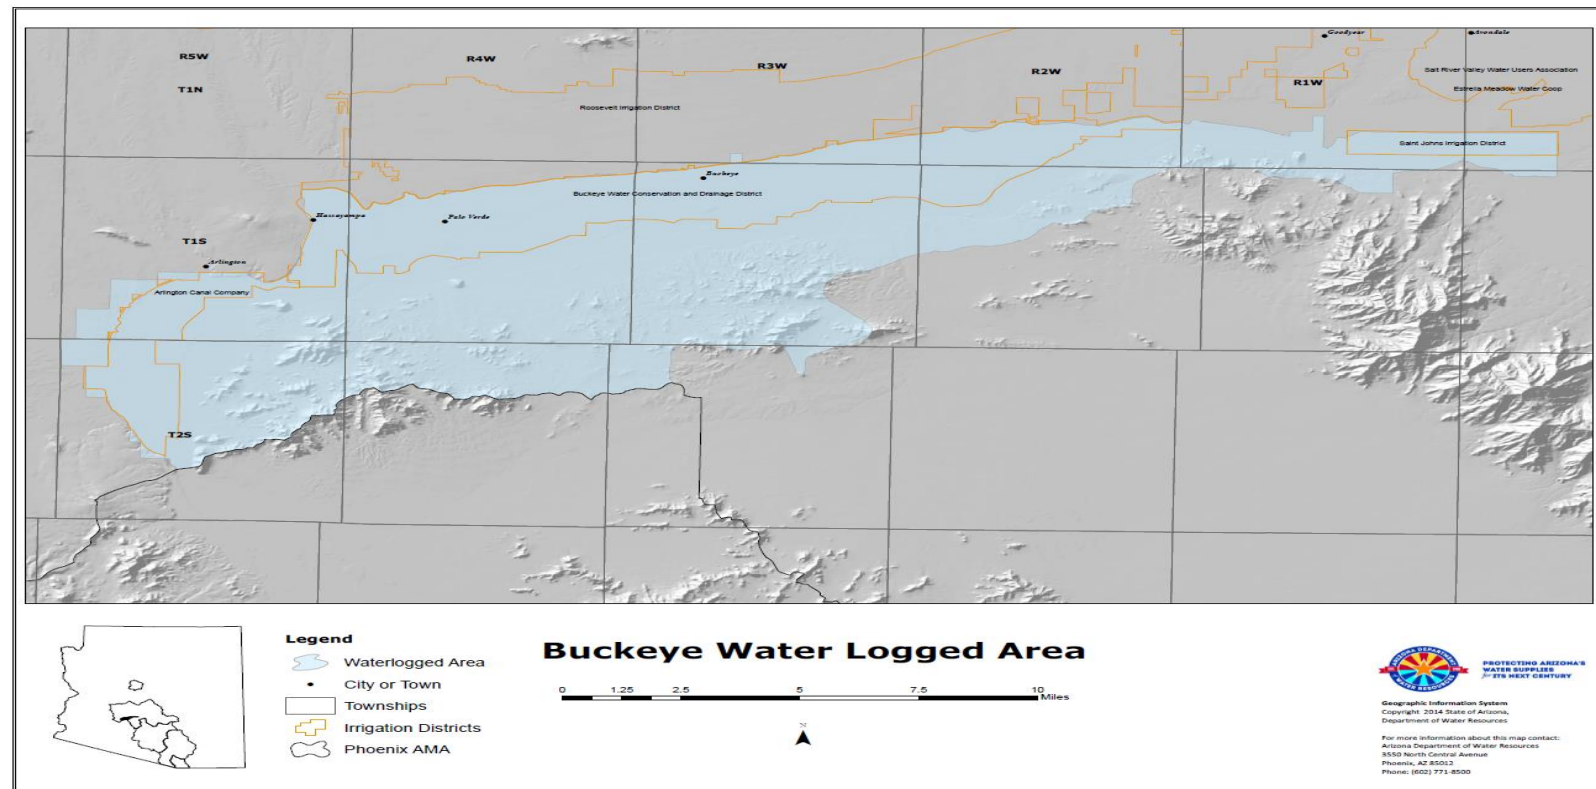 Goodyear
Avondale
R5W
R4W
R3W
R2W
R1W
Salt River Valley Water Users Association
T1N
Estrella Meadow Water Coop
Roosevelt Irrigation District
Saint Johns Irrigation District
Buckeye
Buckeye Water Conservation and Drainage District
Hassayampa
Palo Verde
T1S
Arlington
Arlington Canal Company
T2S
Legend
Waterlogged Area
City or Town
Townships
Irrigation Districts
Phoenix AMA
Buckeye Water Logged Area
0 1.25 2.5 5 7.5 10
Miles
N
ARIZONA DEPARTMENT
of WATER RESOURCES
PROTECTING ARIZONA'S
WATER SUPPLIES
for ITS NEXT CENTURY
Geographic Information System
Copyright 2014 State of Arizona,
Department of Water Resources
For more information about this map contact:
Arizona Department of Water Resources
3550 North Central Avenue
Phoenix, AZ 85012
Phone: (602) 771-8500